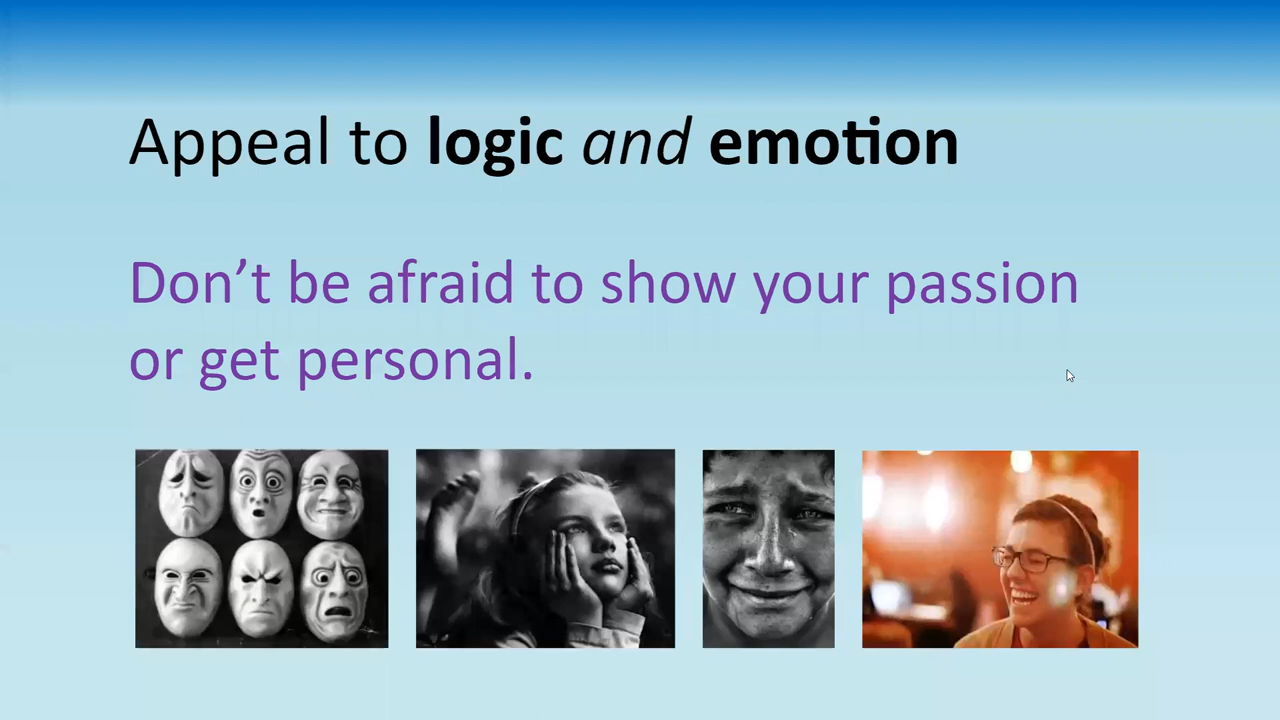 Appeal to logic and emotion
Don’t be afraid to show your passion
or get personal.